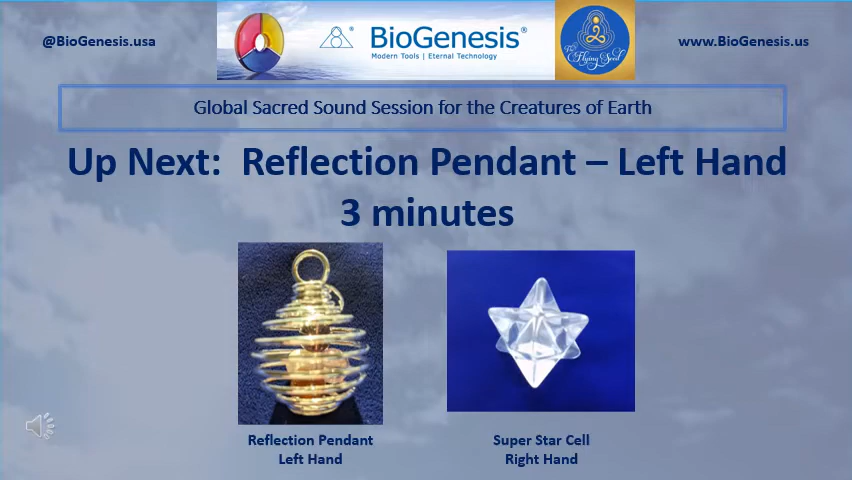 @BioGenesis.usa
BioGenesis®
Modern Tools | Eternal Technology
The
Flying Seed
www.BioGenesis.us
Global Sacred Sound Session for the Creatures of Earth
Up Next: Reflection Pendant – Left Hand
3 minutes
Reflection Pendant
Left Hand
Super Star Cell
Right Hand